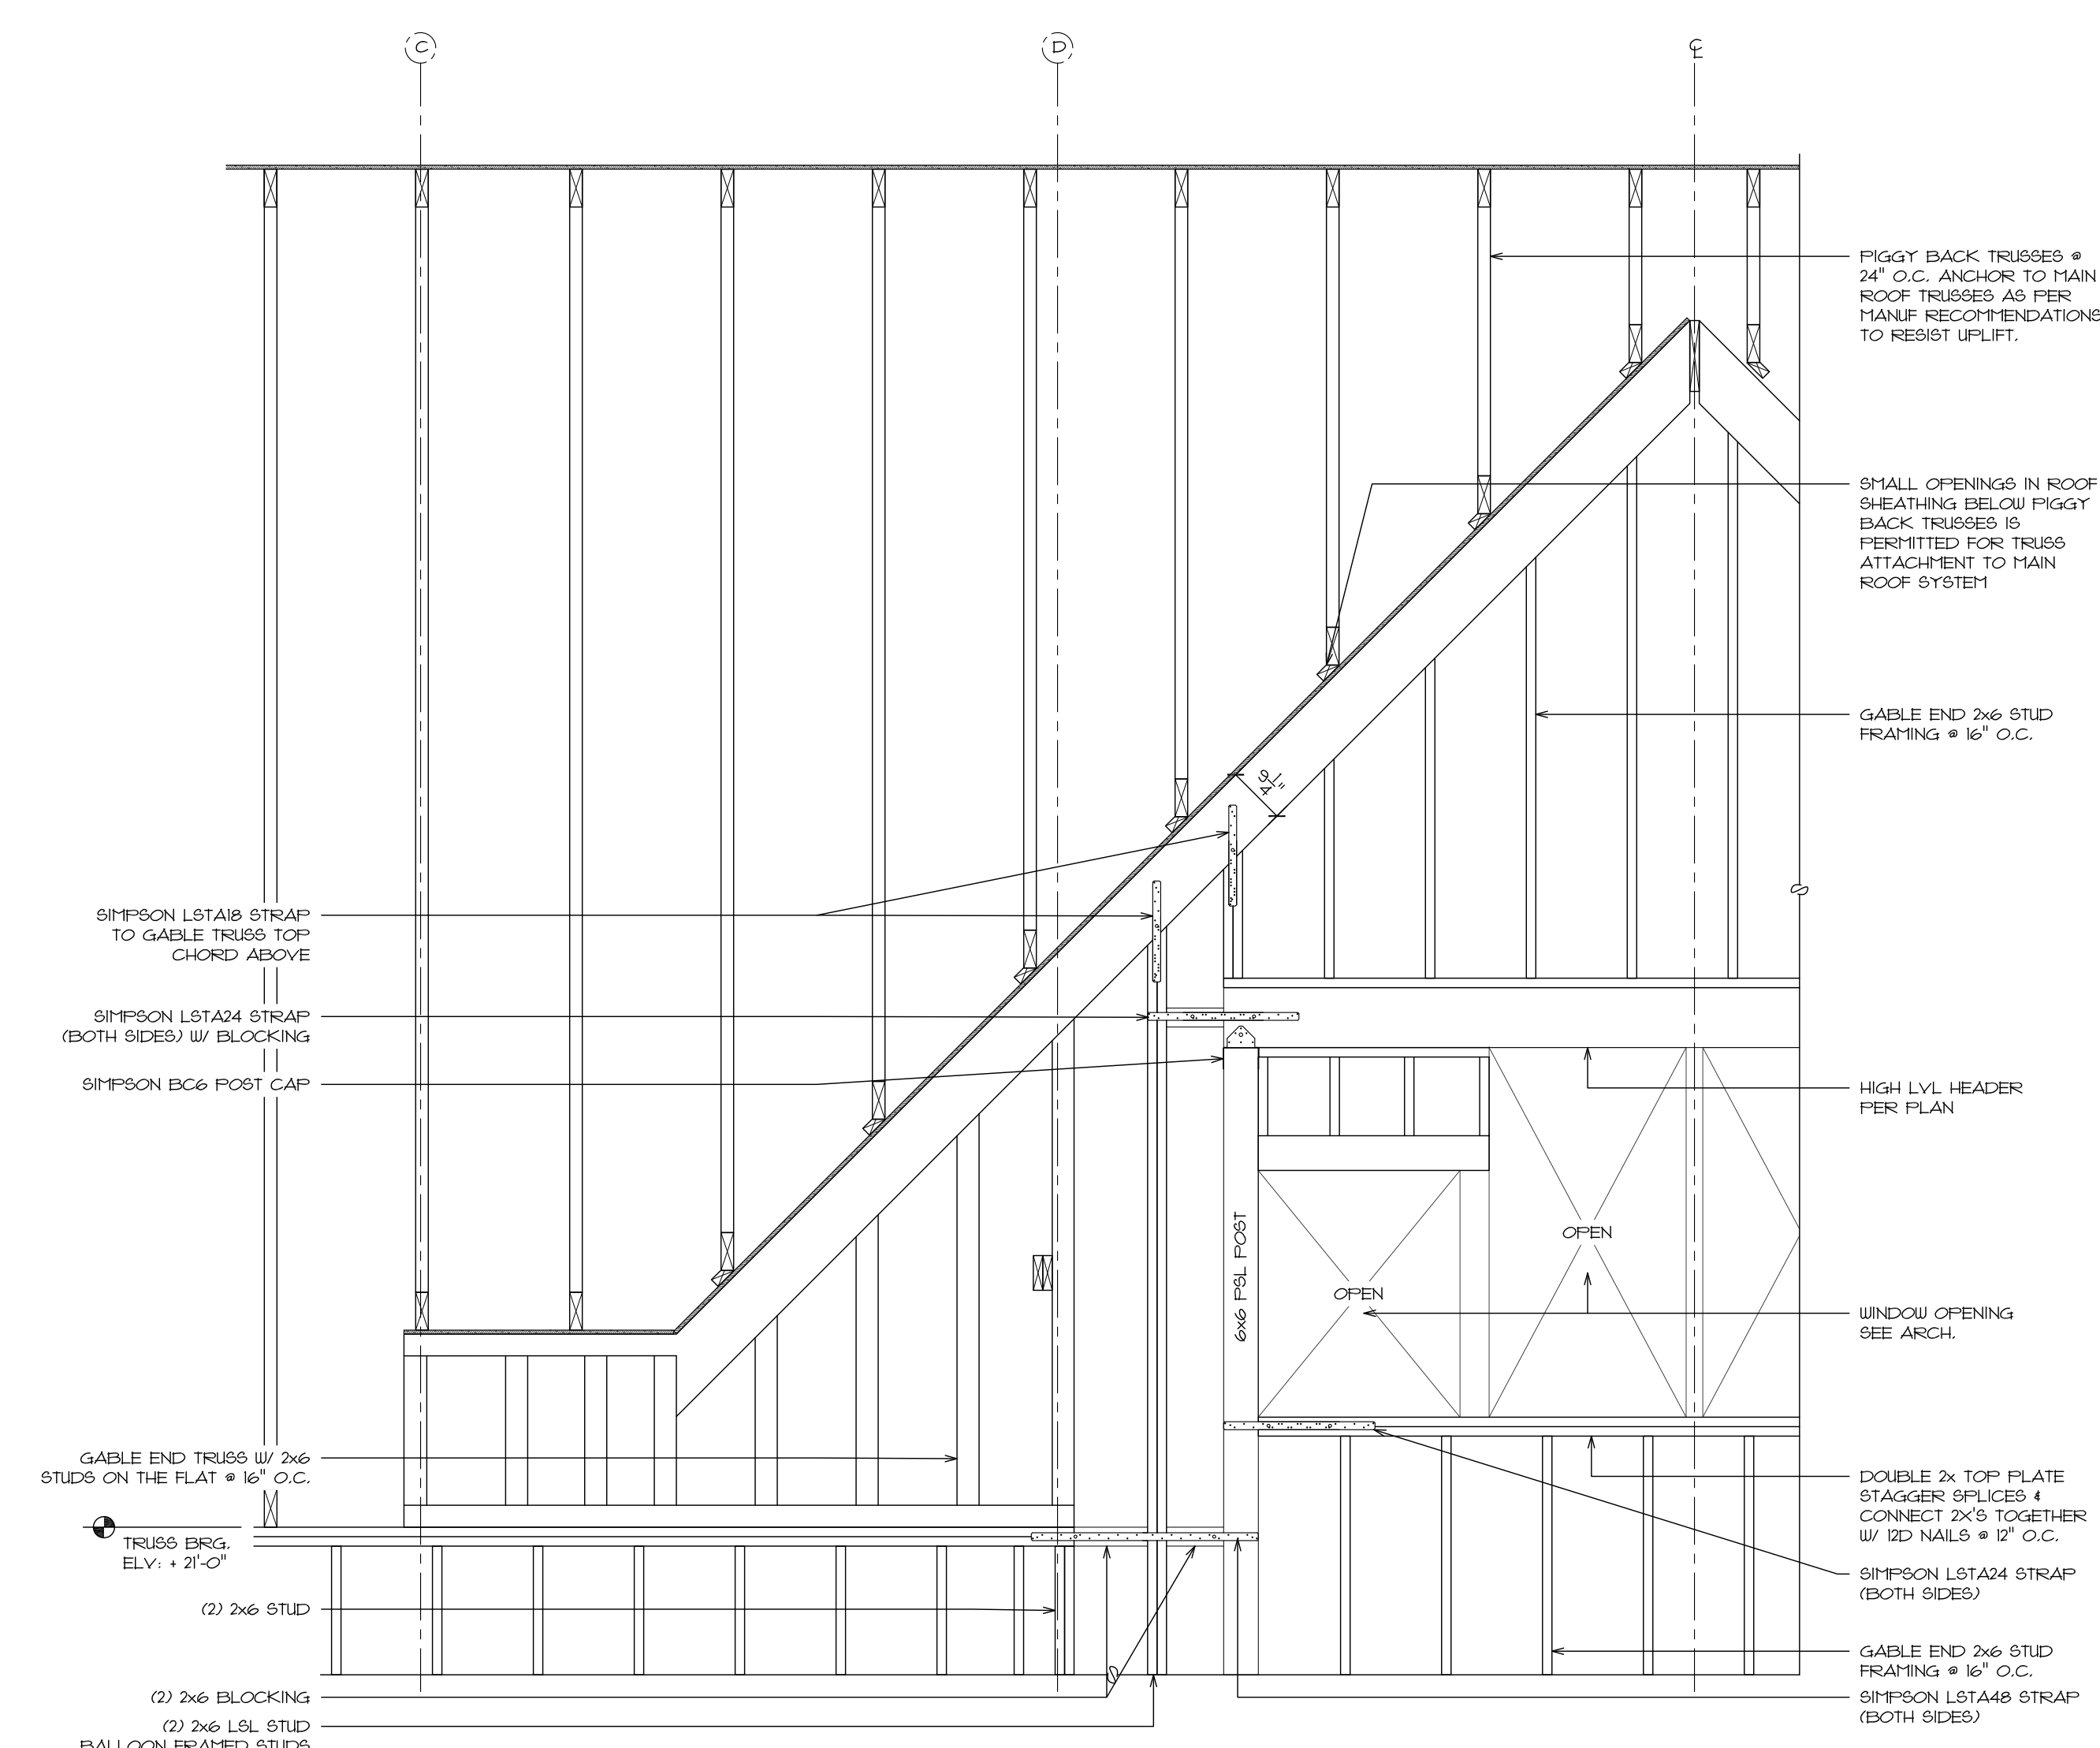 C
D
℄
PIGGY BACK TRUSSES @
24" O.C. ANCHOR TO MAIN
ROOF TRUSSES AS PER
MANUF RECOMMENDATIONS
TO RESIST UPLIFT.
SMALL OPENINGS IN ROOF
SHEATHING BELOW PIGGY
BACK TRUSSES IS
PERMITTED FOR TRUSS
ATTACHMENT TO MAIN
ROOF SYSTEM
GABLE END 2x6 STUD
FRAMING @ 16" O.C.
9 1/4"
SIMPSON LSTA18 STRAP
TO GABLE TRUSS TOP
CHORD ABOVE
SIMPSON LSTA24 STRAP
(BOTH SIDES) W/ BLOCKING
SIMPSON BC6 POST CAP
HIGH LVL HEADER
PER PLAN
6x6 PSL POST
OPEN
OPEN
WINDOW OPENING
SEE ARCH.
GABLE END TRUSS W/ 2x6
STUDS ON THE FLAT @ 16" O.C.
TRUSS BRG.
ELV: + 21'-0"
DOUBLE 2x TOP PLATE
STAGGER SPLICES &
CONNECT 2X'S TOGETHER
W/ 12D NAILS @ 12" O.C.
SIMPSON LSTA24 STRAP
(BOTH SIDES)
(2) 2x6 STUD
GABLE END 2x6 STUD
FRAMING @ 16" O.C.
(2) 2x6 BLOCKING
SIMPSON LSTA48 STRAP
(BOTH SIDES)
(2) 2x6 LSL STUD
BALLOON FRAMED STUDS